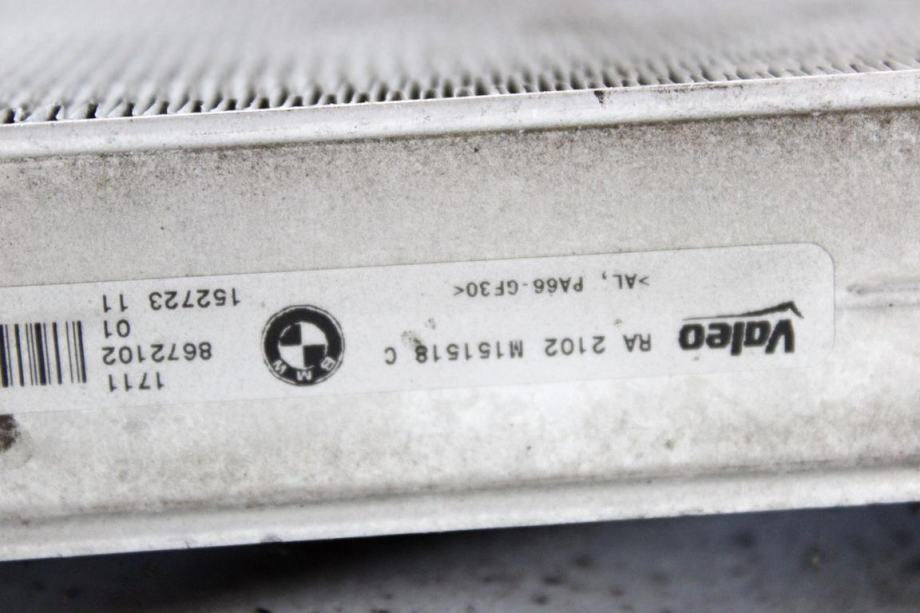 Valeo
RA 2102 M151518 C
>AL, PA66-GF30<
BMW
1711
8672102
01
152723 11